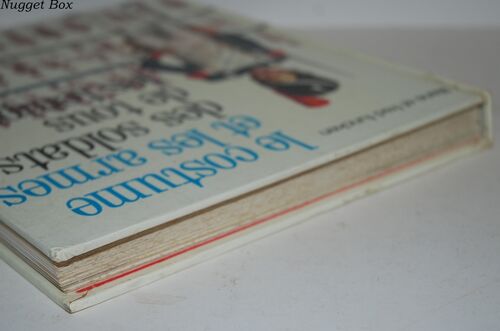 Nugget Box
liliane et fred funcken
le costume
et les armes
des soldats
de tous